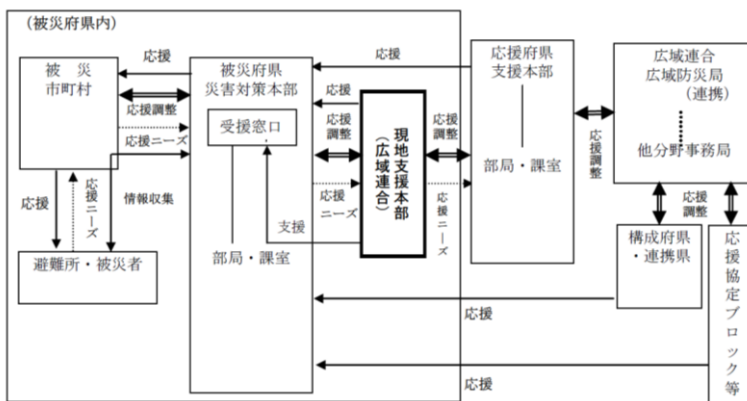 (被災府県内)
被 災
市町村
応援
応援調整
応援ニーズ
情報収集
応援
応援ニーズ
避難所・被災者
被災府県
災害対策本部
受援窓口
部局・課室
応援
応援
応援
調整
応援
ニーズ
支援
現地支援本部
(広域連合)
応援
調整
応援ニーズ
応援府県
支援本部
部局・課室
応援
調整
広域連合
広域防災局
(連携)
他分野事務局
応援
調整
構成府県
・連携県
応援協定ブロック等
応援
応援